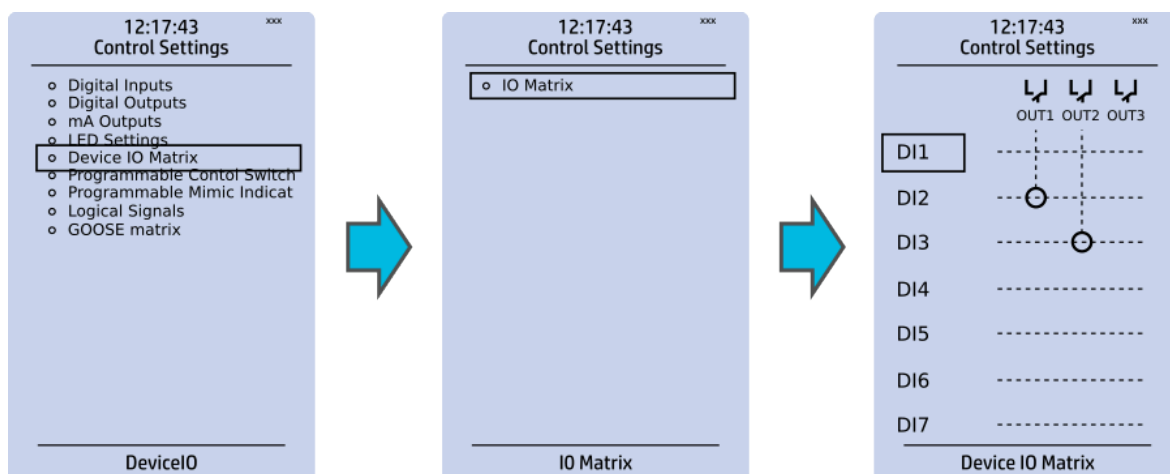 12:17:43 xxx
Control Settings
Digital Inputs
Digital Outputs
mA Outputs
LED Settings
Device IO Matrix
Programmable Contol Switch
Programmable Mimic Indicat
Logical Signals
GOOSE matrix
DeviceIO
12:17:43 xxx
Control Settings
IO Matrix
IO Matrix
12:17:43 xxx
Control Settings
OUT1 OUT2 OUT3
DI1
DI2
DI3
DI4
DI5
DI6
DI7
Device IO Matrix